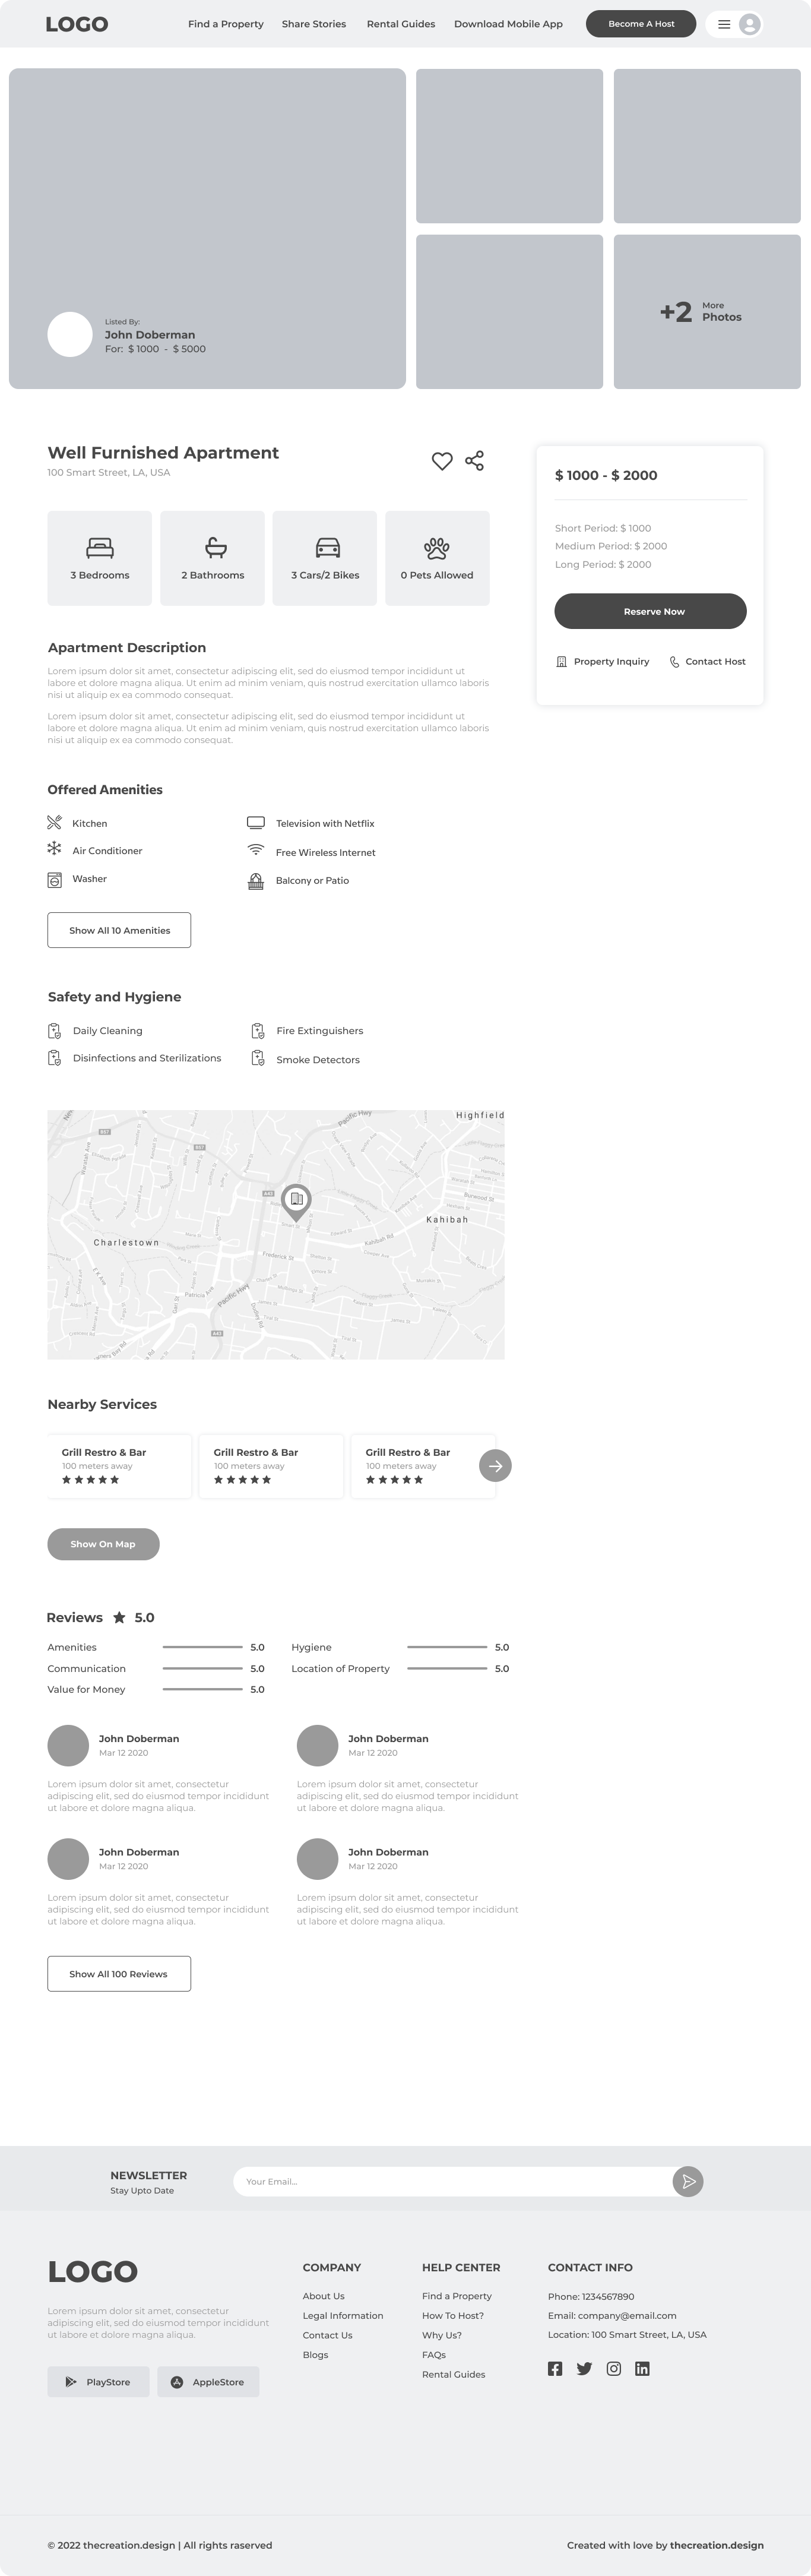 LOGO
Find a Property
Share Stories
Rental Guides
Download Mobile App
Become A Host
Listed By:
John Doberman
For: $ 1000 - $ 5000
+2
More
Photos
Well Furnished Apartment
100 Smart Street, LA, USA
3 Bedrooms
2 Bathrooms
3 Cars/2 Bikes
0 Pets Allowed
$ 1000 - $ 2000
Short Period: $ 1000
Medium Period: $ 2000
Long Period: $ 2000
Reserve Now
Property Inquiry
Contact Host
Apartment Description
Lorem ipsum dolor sit amet, consectetur adipiscing elit, sed do eiusmod tempor incididunt ut
labore et dolore magna aliqua. Ut enim ad minim veniam, quis nostrud exercitation ullamco laboris
nisi ut aliquip ex ea commodo consequat.
Lorem ipsum dolor sit amet, consectetur adipiscing elit, sed do eiusmod tempor incididunt ut
labore et dolore magna aliqua. Ut enim ad minim veniam, quis nostrud exercitation ullamco laboris
nisi ut aliquip ex ea commodo consequat.
Offered Amenities
Kitchen
Television with Netflix
Air Conditioner
Free Wireless Internet
Washer
Balcony or Patio
Show All 10 Amenities
Safety and Hygiene
Daily Cleaning
Fire Extinguishers
Disinfections and Sterilizations
Smoke Detectors
Highfield
Pacific Hwy
Kahibah
Charlestown
Frederick St
Kahibah Rd
Burwood St
Patricia Ave
Pacific Hwy
Dudley Rd
A43
A43
B57
B57
Nearby Services
Grill Restro & Bar
100 meters away
Grill Restro & Bar
100 meters away
Grill Restro & Bar
100 meters away
Show On Map
Reviews ★ 5.0
Amenities 5.0
Hygiene 5.0
Communication 5.0
Location of Property 5.0
Value for Money 5.0
John Doberman
Mar 12 2020
Lorem ipsum dolor sit amet, consectetur
adipiscing elit, sed do eiusmod tempor incididunt
ut labore et dolore magna aliqua.
John Doberman
Mar 12 2020
Lorem ipsum dolor sit amet, consectetur
adipiscing elit, sed do eiusmod tempor incididunt
ut labore et dolore magna aliqua.
John Doberman
Mar 12 2020
Lorem ipsum dolor sit amet, consectetur
adipiscing elit, sed do eiusmod tempor incididunt
ut labore et dolore magna aliqua.
John Doberman
Mar 12 2020
Lorem ipsum dolor sit amet, consectetur
adipiscing elit, sed do eiusmod tempor incididunt
ut labore et dolore magna aliqua.
Show All 100 Reviews
NEWSLETTER
Stay Upto Date
Your Email...
LOGO
Lorem ipsum dolor sit amet, consectetur
adipiscing elit, sed do eiusmod tempor incididunt
ut labore et dolore magna aliqua.
PlayStore
AppleStore
COMPANY
About Us
Legal Information
Contact Us
Blogs
HELP CENTER
Find a Property
How To Host?
Why Us?
FAQs
Rental Guides
CONTACT INFO
Phone: 1234567890
Email: company@email.com
Location: 100 Smart Street, LA, USA
© 2022 thecreation.design | All rights raserved
Created with love by thecreation.design